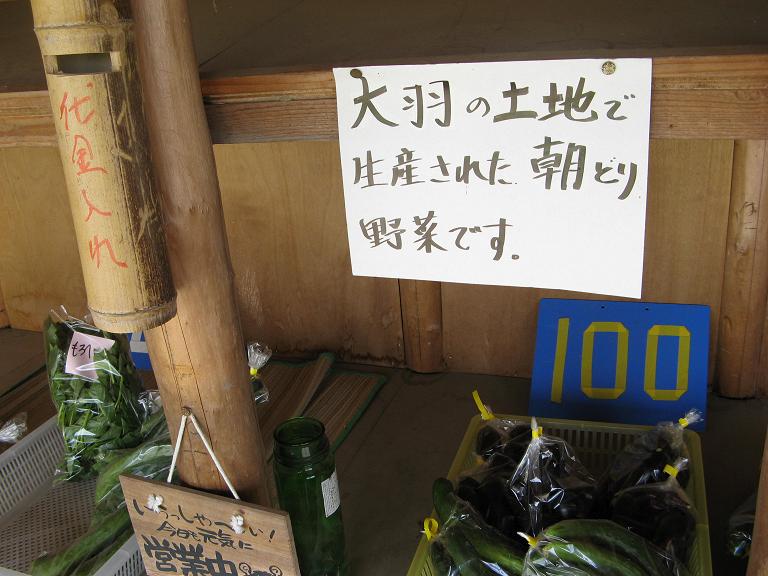 代金入れ
大羽の土地で
生産された朝どり
野菜です。
100
いらっしゃーい!
今日も元気に
営業中